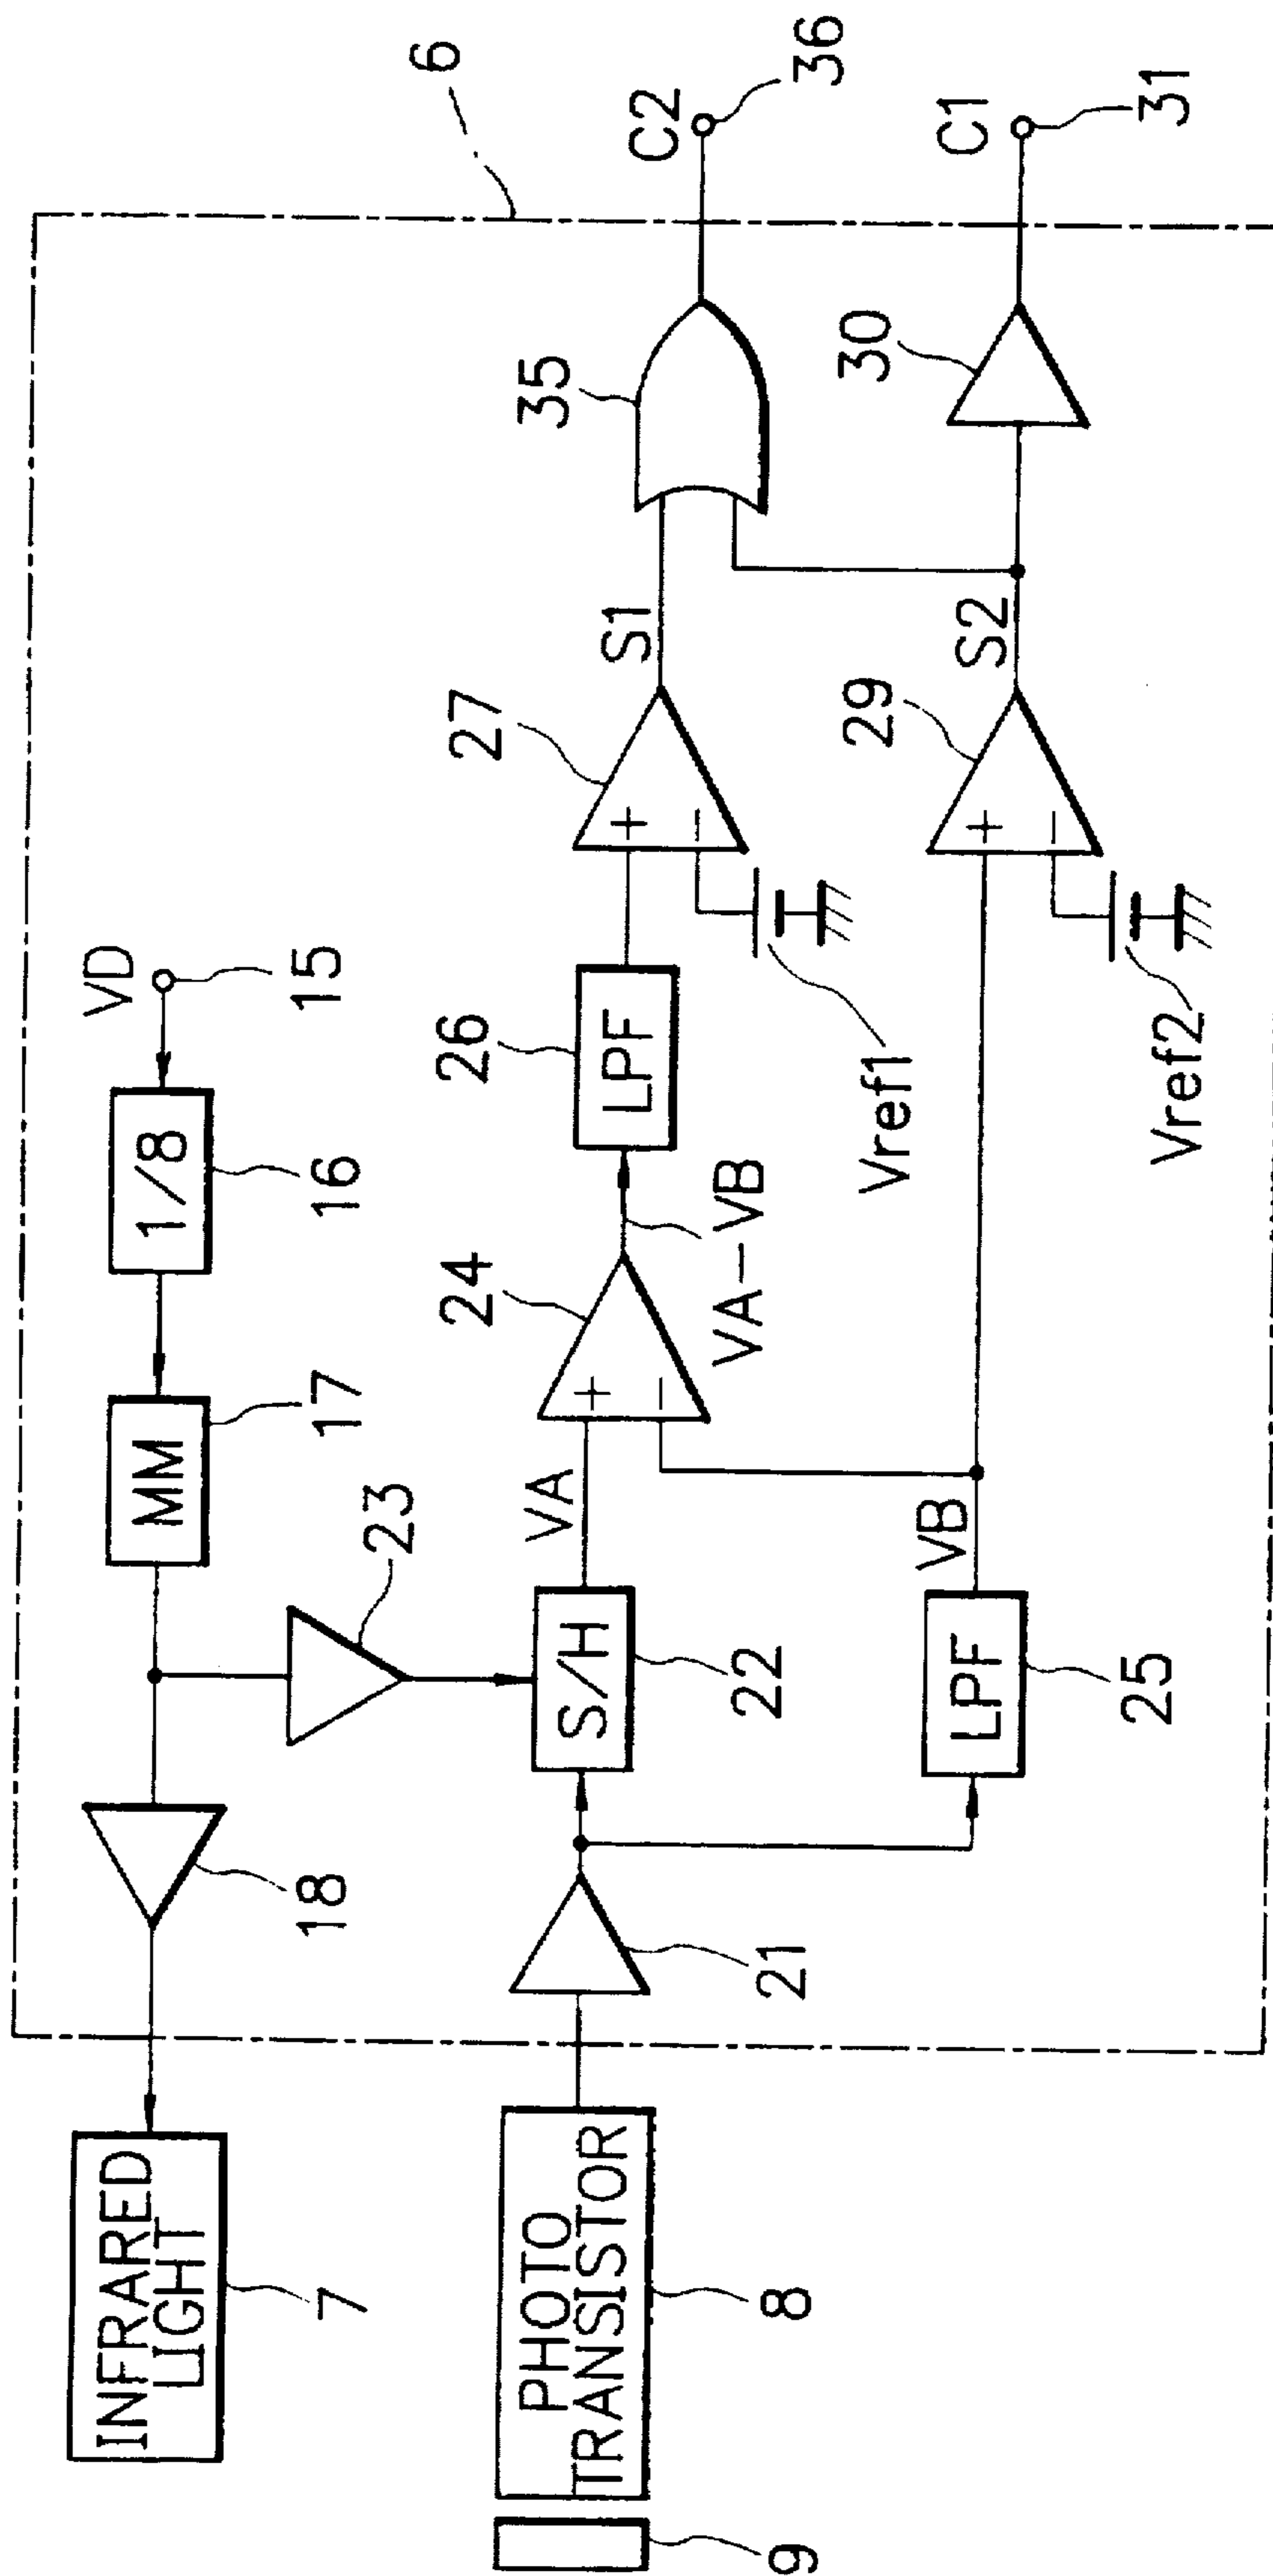 6
INFRARED
LIGHT
7
18
MM
17
1/8
16
VD
15
23
PHOTO
TRANSISTOR
8
9
21
S/H
22
VA
24
VA-VB
26
LPF
27
S1
35
C2
36
Vref1
LPF
25
VB
29
S2
30
C1
31
Vref2
+
-
+
-
+
-